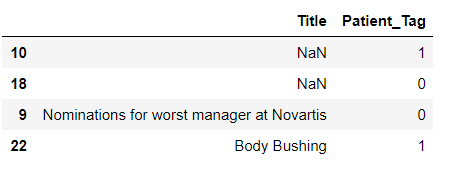 Title Patient_Tag
10 NaN 1
18 NaN 0
9 Nominations for worst manager at Novartis 0
22 Body Bushing 1